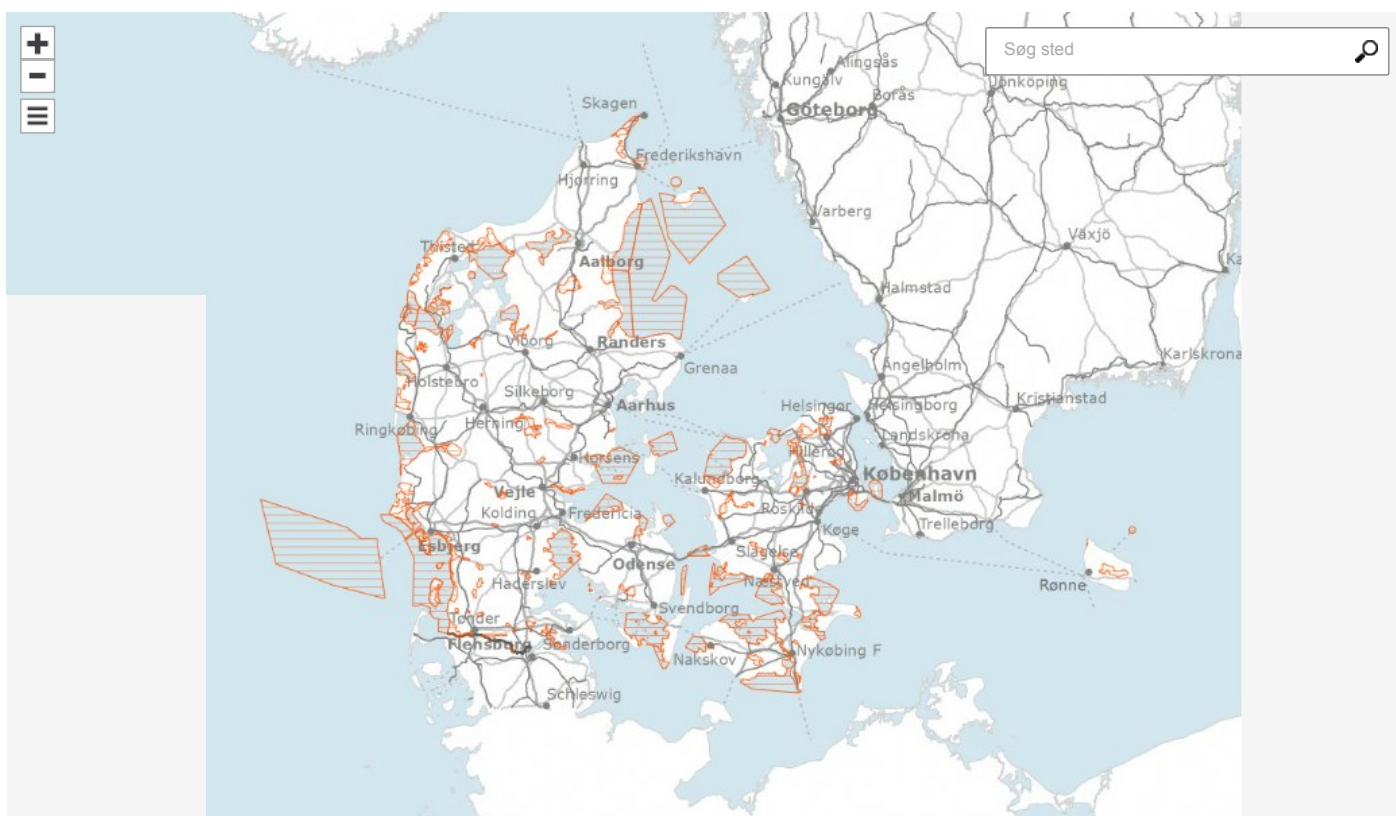 Søg sted
Alingsås
Kungälv
Jönköping
Borås
Göteborg
Skagen
Frederikshavn
Hjørring
Varberg
Växjö
Thisted
Aalborg
Halmstad
Viborg
Randers
Grenaa
Karlskrona
Ängelholm
Holstebro
Silkeborg
Aarhus
Helsingør
Helsingborg
Kristianstad
Ringkøbing
Herning
Landskrona
Hillerød
Horsens
København
Kalundborg
Vejle
Malmö
Kolding
Fredericia
Roskilde
Køge
Trelleborg
Esbjerg
Slagelse
Odense
Haderslev
Næstved
Rønne
Svendborg
Tønder
Flensburg
Sønderborg
Nakskov
Nykøbing F
Schleswig